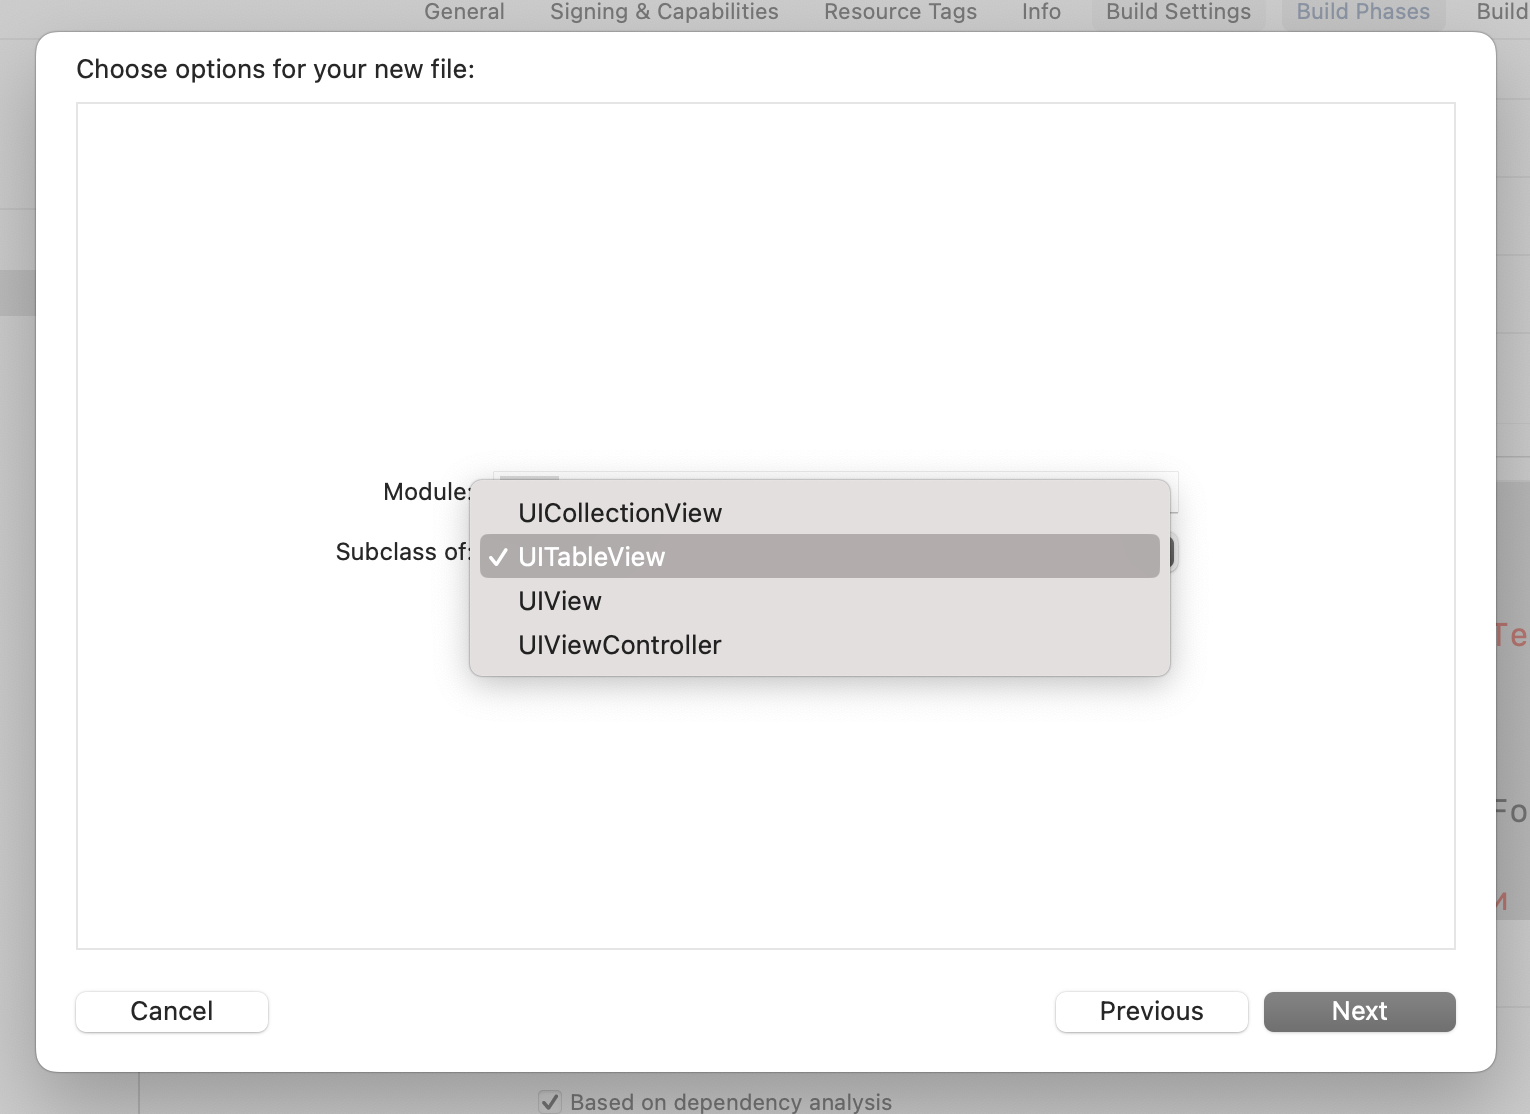 General Signing & Capabilities Resource Tags Info Build Settings Build Phases Build
Choose options for your new file:
Module:
UICollectionView
Subclass of:
✓ UITableView
UIView
UIViewController
Te
Fo
Cancel Previous Next
Based on dependency analysis